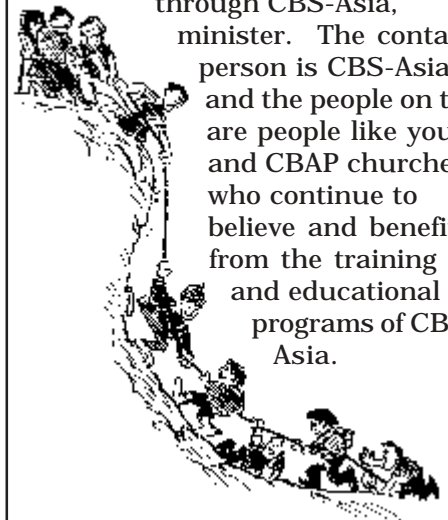 through CBS-Asia,
minister. The conta
person is CBS-Asia
and the people on t
are people like you
and CBAP churche
who continue to
believe and benefi
from the training
and educational
programs of CB
Asia.